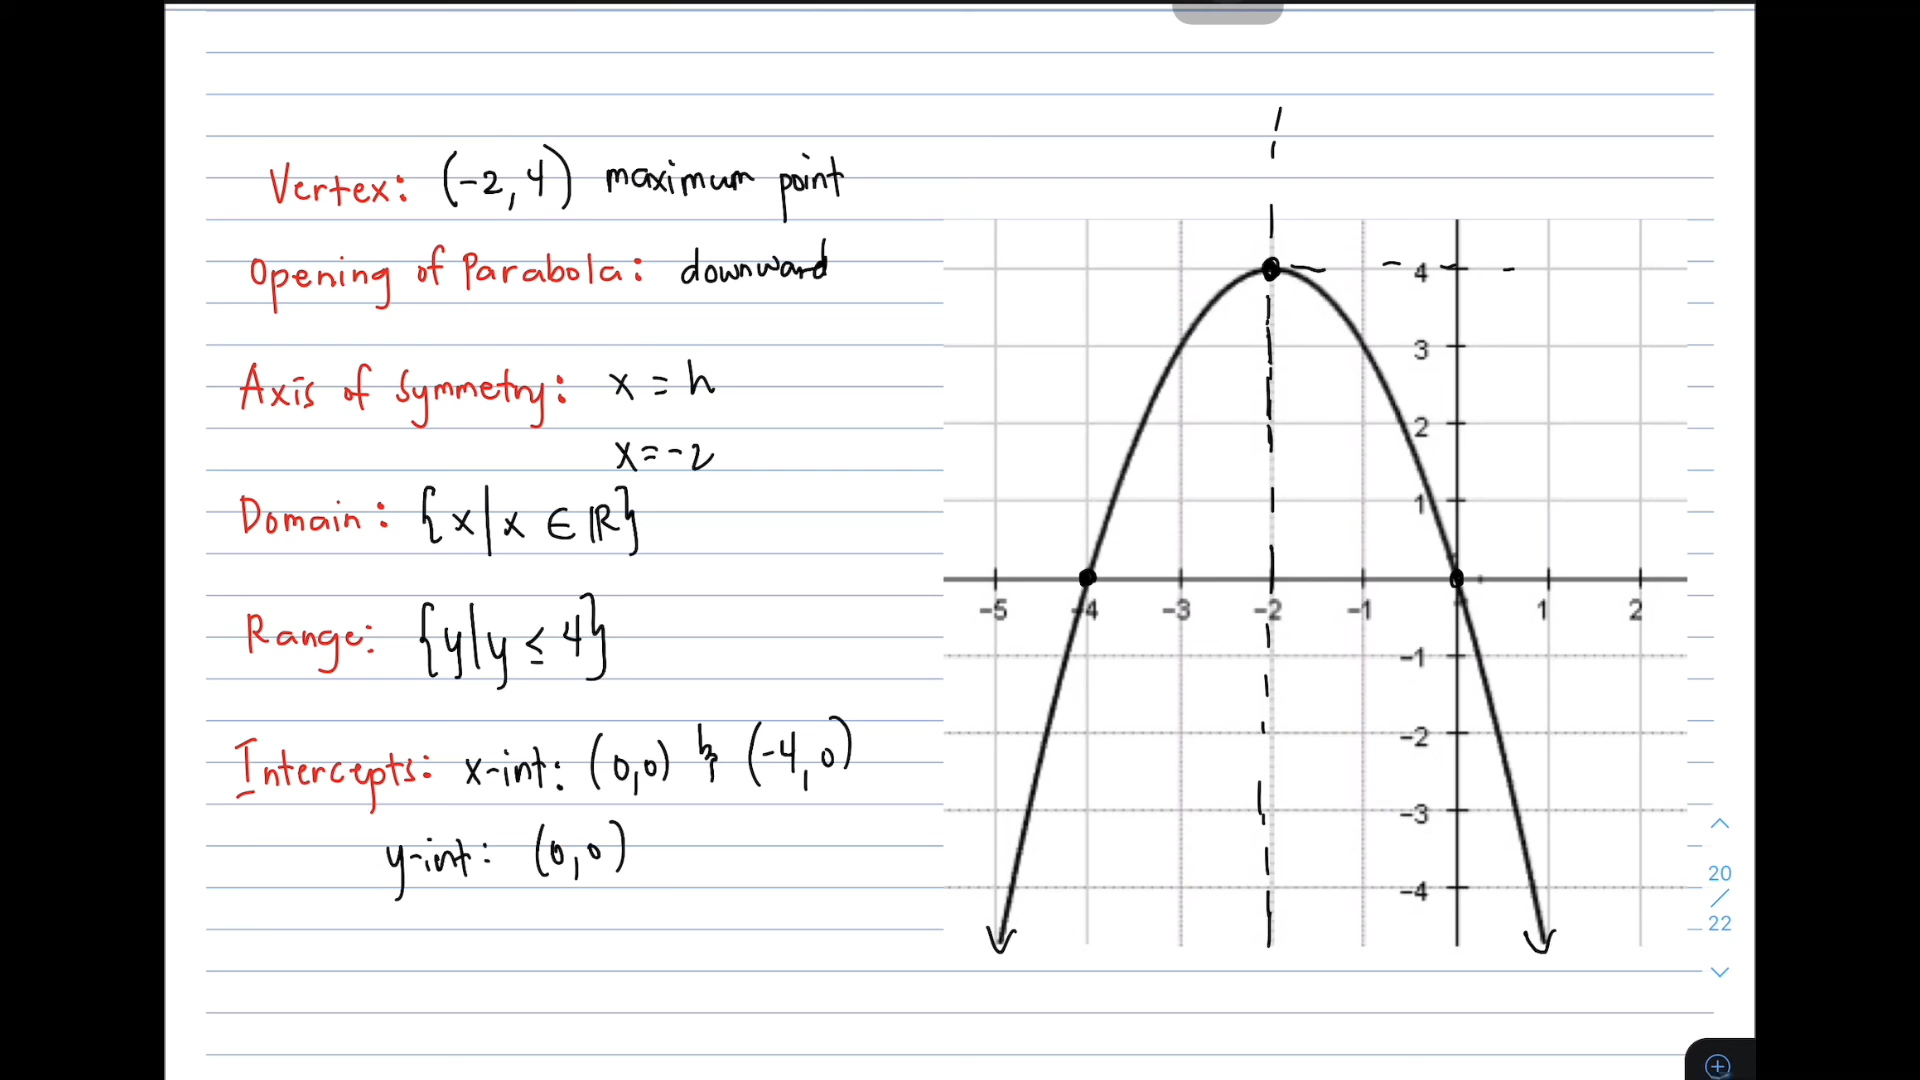 Vertex: (-2, 4) maximum point
Opening of Parabola: downward
Axis of Symmetry: x = h
x = -2
Domain: {x|x ∈ ℝ}
Range: {y|y ≤ 4}
Intercepts: x-int: (0,0) & (-4, 0)
y-int: (0,0)
4
3
2
1
-5 -4 -3 -2 -1 1 2
-1
-2
-3
-4
20
/
22